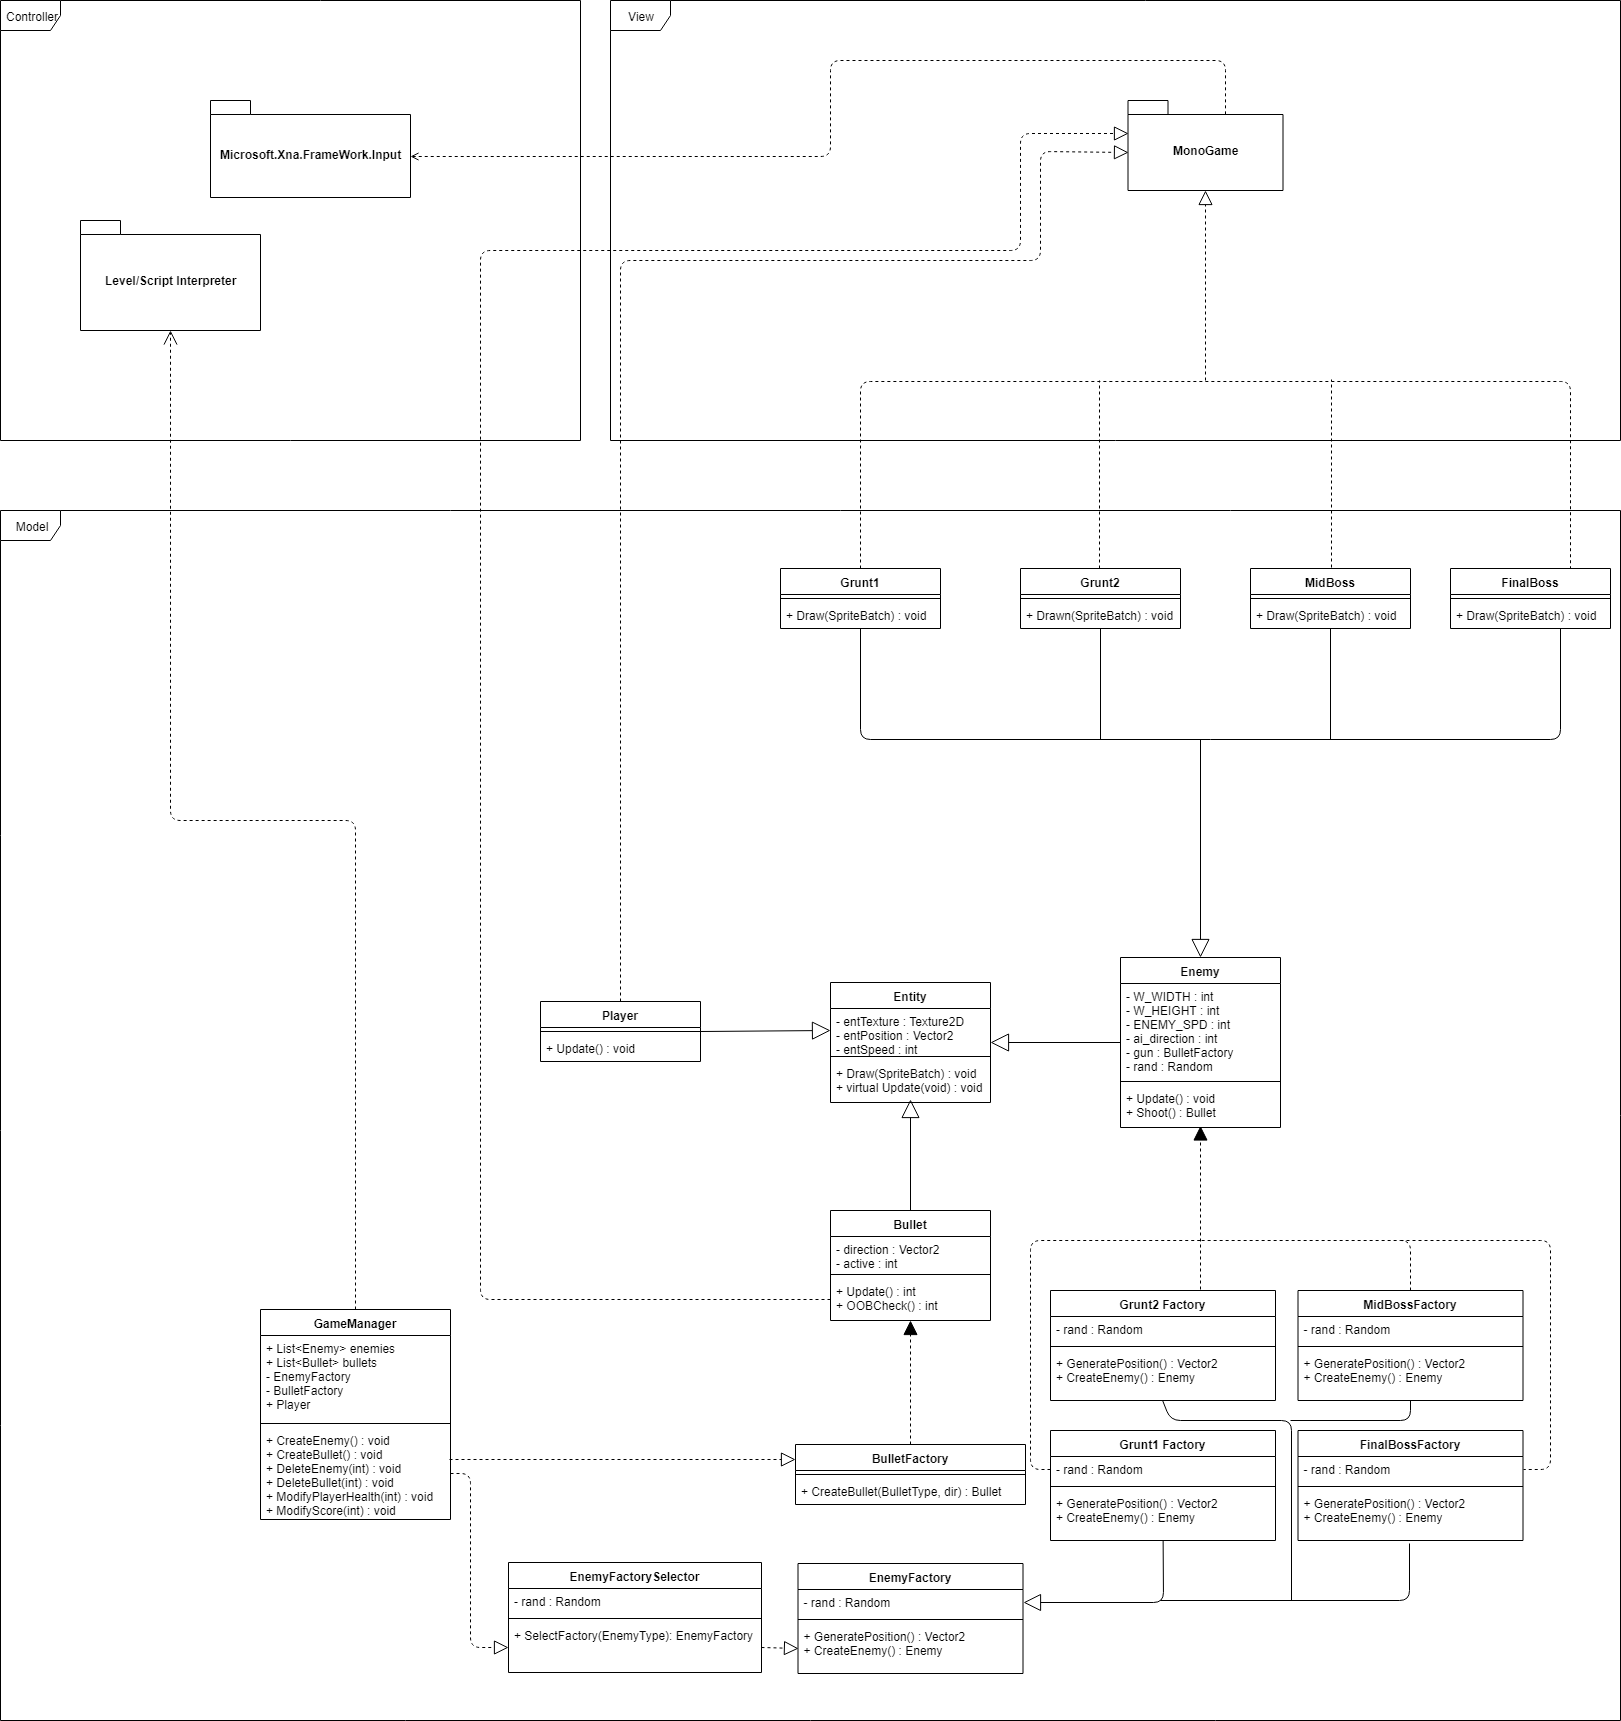 Controller
View
Microsoft.Xna.FrameWork.Input
MonoGame
Level/Script Interpreter
Model
Grunt1
+ Draw(SpriteBatch) : void
Grunt2
+ Drawn(SpriteBatch) : void
MidBoss
+ Draw(SpriteBatch) : void
FinalBoss
+ Draw(SpriteBatch) : void
Player
+ Update() : void
Entity
- entTexture : Texture2D
- entPosition : Vector2
- entSpeed : int
+ Draw(SpriteBatch) : void
+ virtual Update(void) : void
Enemy
- W_WIDTH : int
- W_HEIGHT : int
- ENEMY_SPD : int
- ai_direction : int
- gun : BulletFactory
- rand : Random
+ Update() : void
+ Shoot() : Bullet
Bullet
- direction : Vector2
- active : int
+ Update() : int
+ OOBCheck() : int
GameManager
+ List<Enemy> enemies
+ List<Bullet> bullets
- EnemyFactory
- BulletFactory
+ Player
+ CreateEnemy() : void
+ CreateBullet() : void
+ DeleteEnemy(int) : void
+ DeleteBullet(int) : void
+ ModifyPlayerHealth(int) : void
+ ModifyScore(int) : void
Grunt2 Factory
- rand : Random
+ GeneratePosition() : Vector2
+ CreateEnemy() : Enemy
MidBossFactory
- rand : Random
+ GeneratePosition() : Vector2
+ CreateEnemy() : Enemy
BulletFactory
+ CreateBullet(BulletType, dir) : Bullet
Grunt1 Factory
- rand : Random
+ GeneratePosition() : Vector2
+ CreateEnemy() : Enemy
FinalBossFactory
- rand : Random
+ GeneratePosition() : Vector2
+ CreateEnemy() : Enemy
EnemyFactorySelector
- rand : Random
+ SelectFactory(EnemyType): EnemyFactory
EnemyFactory
- rand : Random
+ GeneratePosition() : Vector2
+ CreateEnemy() : Enemy